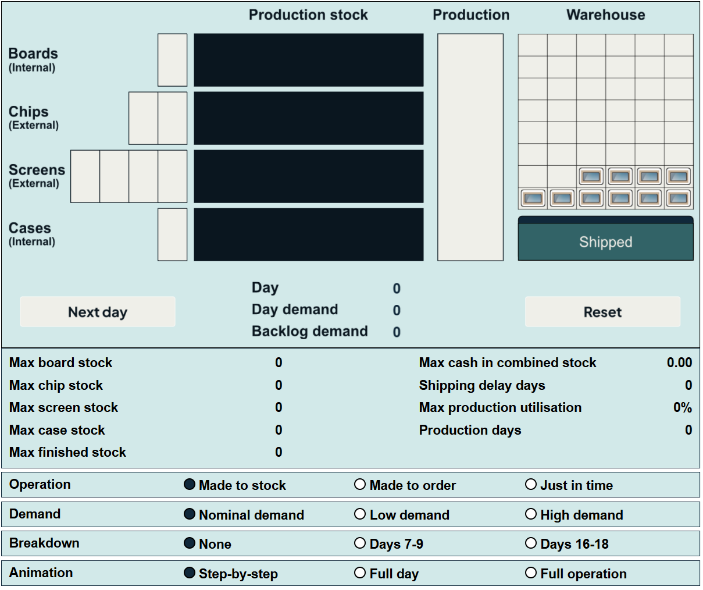 Production stock Production Warehouse
Boards
(Internal)
Chips
(External)
Screens
(External)
Cases
(Internal)
Shipped
Day 0
Next day Day demand 0 Reset
Backlog demand 0
Max board stock 0 Max cash in combined stock 0.00
Max chip stock 0 Shipping delay days 0
Max screen stock 0 Max production utilisation 0%
Max case stock 0 Production days 0
Max finished stock 0
Operation Made to stock Made to order Just in time
Demand Nominal demand Low demand High demand
Breakdown None Days 7-9 Days 16-18
Animation Step-by-step Full day Full operation